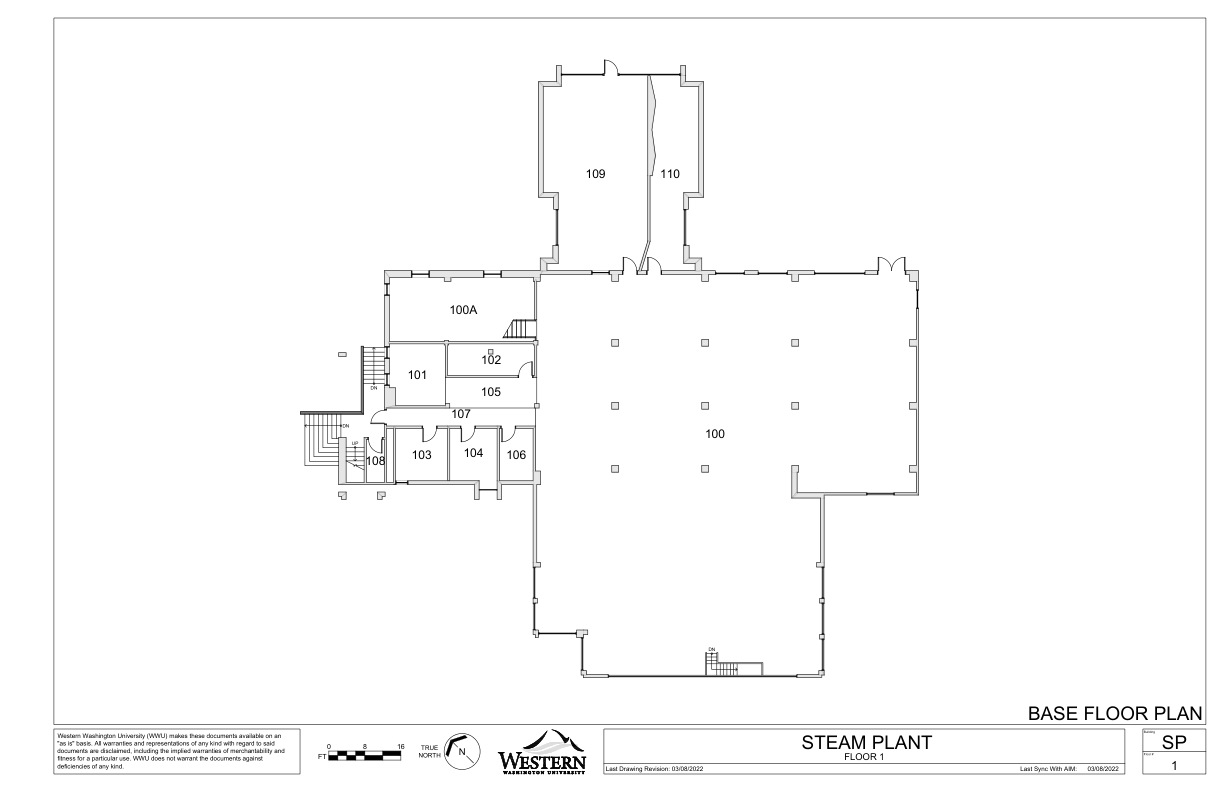 109
110
100A
102
101
DN
105
107
DN
100
UP
108
103
104
106
DN
BASE FLOOR PLAN
Western Washington University (WWU) makes these documents available on an
"as is" basis. All warranties and representations of any kind with regard to said
documents are disclaimed, including the implied warranties of merchantability and
fitness for a particular use. WWU does not warrant the documents against
deficiencies of any kind.
FT
0 8 16
TRUE
NORTH
N
WESTERN
WASHINGTON UNIVERSITY
STEAM PLANT
FLOOR 1
Last Drawing Revision: 03/08/2022
Last Sync With AIM: 03/08/2022
Building
SP
1